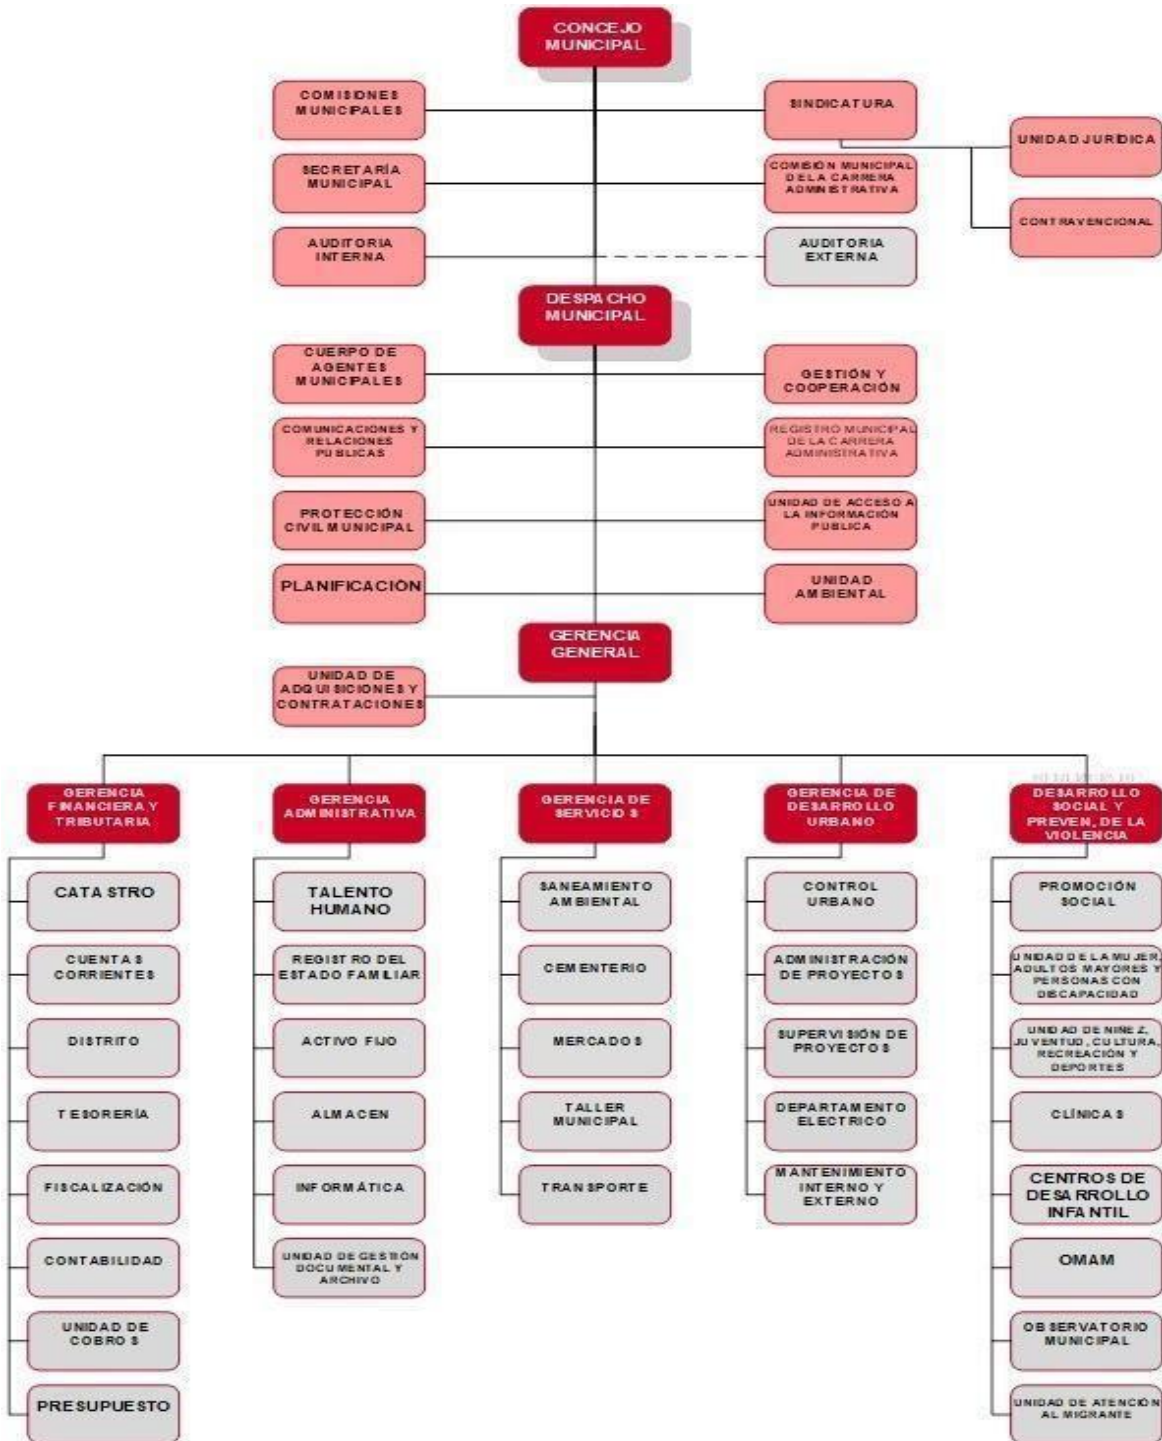 CONCEJO
MUNICIPAL
COMISIONES
MUNICIPALES
SINDICATURA
UNIDAD JURÍDICA
SECRETARÍA
MUNICIPAL
COMISIÓN MUNICIPAL
DE LA CARRERA
ADMINISTRATIVA
CONTRAVENCIONAL
AUDITORIA
INTERNA
AUDITORIA
EXTERNA
DESPACHO
MUNICIPAL
CUERPO DE
AGENTES
MUNICIPALES
GESTIÓN Y
COOPERACIÓN
COMUNICACIONES Y
RELACIONES
PUBLICAS
REGISTRO MUNICIPAL
DE LA CARRERA
ADMINISTRATIVA
PROTECCIÓN
CIVIL MUNICIPAL
UNIDAD DE ACCESO A
LA INFORMACIÓN
PUBLICA
PLANIFICACIÓN
UNIDAD
AMBIENTAL
GERENCIA
GENERAL
UNIDAD DE
ADQUISICIONES Y
CONTRATACIONES
GERENCIA
FINANCIERA Y
TRIBUTARIA
GERENCIA
ADMINISTRATIVA
GERENCIA DE
SERVICIOS
GERENCIA DE
DESARROLLO
URBANO
DESARROLLO
SOCIAL Y
PREVEN, DE LA
VIOLENCIA
CATASTRO
TALENTO
HUMANO
SANEAMIENTO
AMBIENTAL
CONTROL
URBANO
PROMOCIÓN
SOCIAL
CUENTAS
CORRIENTES
REGISTRO DEL
ESTADO FAMILIAR
CEMENTERIO
ADMINISTRACIÓN
DE PROYECTOS
UNIDAD DE LA MUJER,
ADULTOS MAYORES Y
PERSONAS CON
DISCAPACIDAD
DISTRITO
ACTIVO FIJO
MERCADOS
SUPERVISIÓN DE
PROYECTOS
UNIDAD DE NIÑEZ,
JUVENTUD, CULTURA,
RECREACIÓN Y
DEPORTES
TESORERÍA
ALMACEN
TALLER
MUNICIPAL
DEPARTAMENTO
ELECTRICO
CLÍNICAS
FISCALIZACIÓN
INFORMÁTICA
TRANSPORTE
MANTENIMIENTO
INTERNO Y
EXTERNO
CENTROS DE
DESARROLLO
INFANTIL
CONTABILIDAD
UNIDAD DE GESTIÓN
DOCUMENTAL Y
ARCHIVO
OMAM
UNIDAD DE
COBROS
OBSERVATORIO
MUNICIPAL
PRESUPUESTO
UNIDAD DE ATENCIÓN
AL MIGRANTE